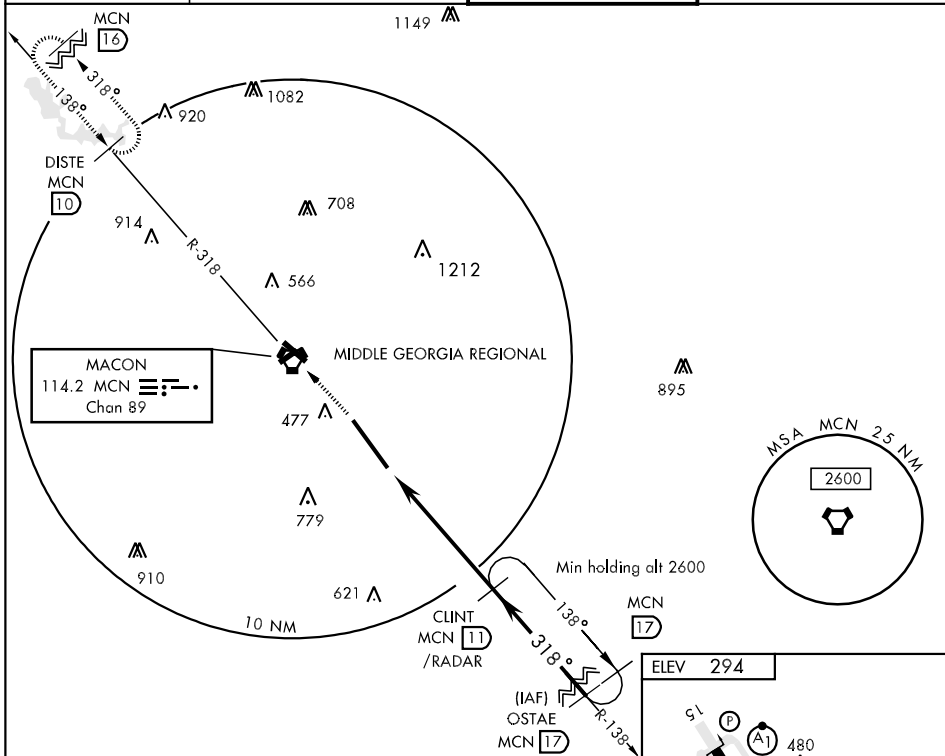 MCN
16
1149
318°
138°
920
1082
DISTE
MCN
10
708
914
R-318
1212
566
MIDDLE GEORGIA REGIONAL
MACON
114.2 MCN
Chan 89
895
477
MSA MCN 25 NM
2600
779
Min holding alt 2600
910
621
138°
MCN
17
10 NM
CLINT
MCN 11
/RADAR
318°
(IAF)
OSTAE
MCN 17
R-138
ELEV 294
15
P
A1
480